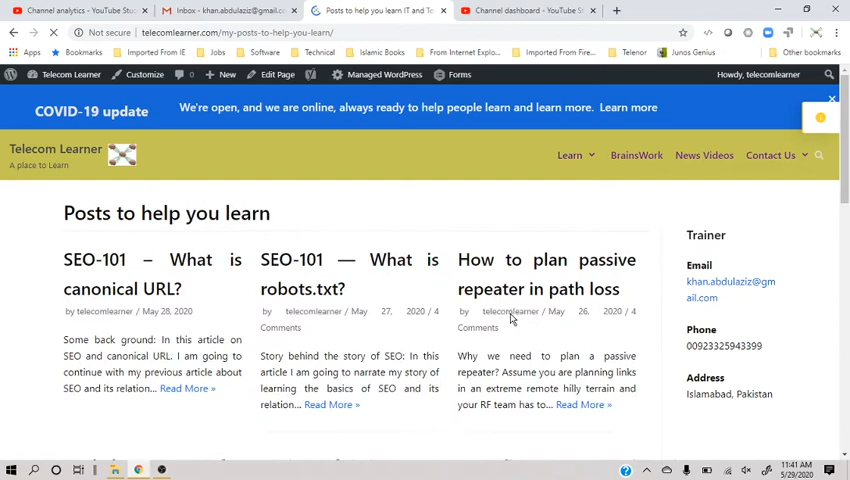 Channel analytics - YouTube Stu
Inbox - khan.abdulaziz@gmail.co
Posts to help you learn IT and Te
Channel dashboard - YouTube S
Not secure | telecomlearner.com/my-posts-to-help-you-learn/
Apps Bookmarks Imported From IE Jobs Software Technical Islamic Books From Internet Explo... Imported From Fire... Telenor Junos Genius Other bookmarks
Telecom Learner Customize 0 New Edit Page Managed WordPress Forms Howdy, telecomlearner
COVID-19 update We're open, and we are online, always ready to help people learn and learn more. Learn more
Telecom Learner
A place to Learn
Learn BrainsWork News Videos Contact Us
Posts to help you learn
SEO-101 – What is
canonical URL?
by telecomlearner / May 28, 2020
Some back ground: In this article on
SEO and canonical URL. I am going to
continue with my previous article about
SEO and its relation... Read More »
SEO-101 — What is
robots.txt?
by telecomlearner / May 27, 2020 / 4
Comments
Story behind the story of SEO: In this
article I am going to narrate my story of
learning the basics of SEO and its
relation... Read More »
How to plan passive
repeater in path loss
by telecomlearner / May 26, 2020 / 4
Comments
Why we need to plan a passive
repeater? Assume you are planning links
in an extreme remote hilly terrain and
your RF team has to... Read More »
Trainer
Email
khan.abdulaziz@gm
ail.com
Phone
00923325943399
Address
Islamabad, Pakistan
11:41 AM
5/29/2020